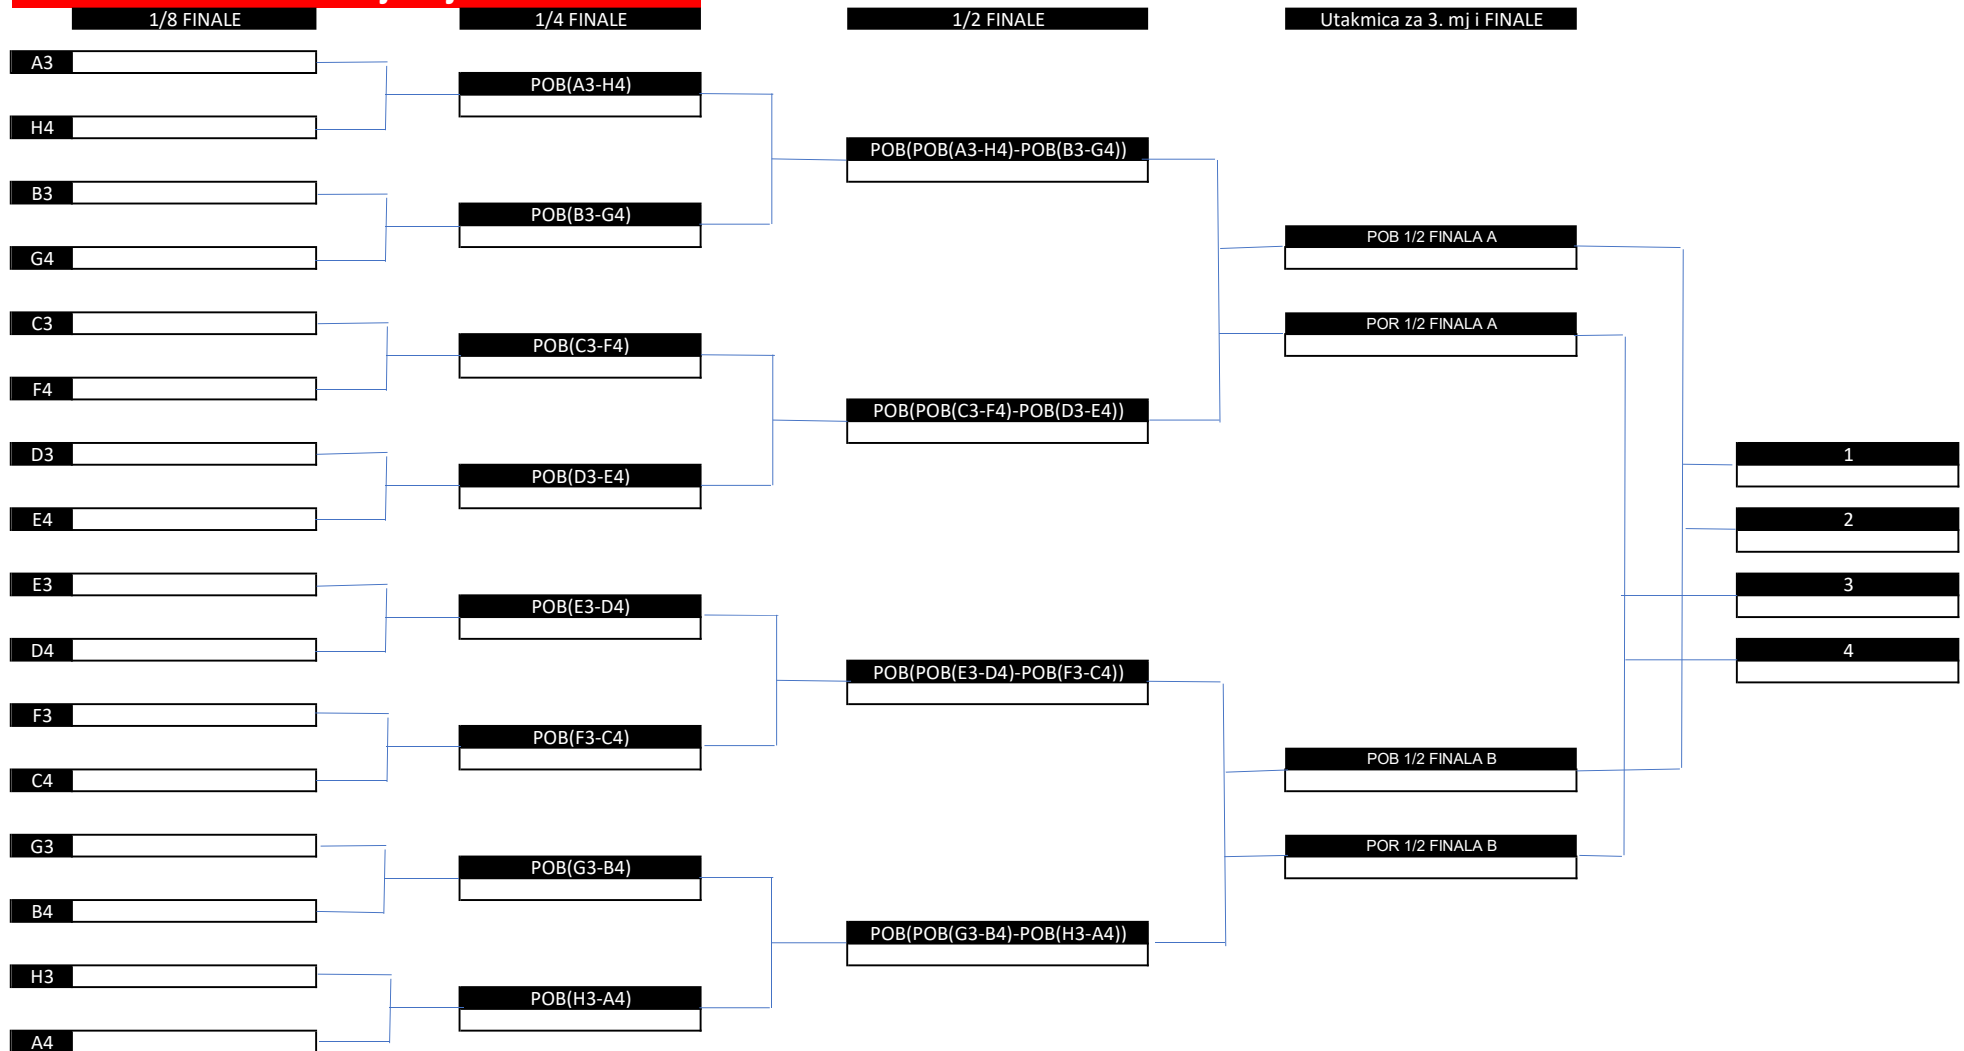 1/8 FINALE
1/4 FINALE
1/2 FINALE
Utakmica za 3. mj i FINALE
A3
H4
B3
G4
C3
F4
D3
E4
E3
D4
F3
C4
G3
B4
H3
A4
POB(A3-H4)
POB(B3-G4)
POB(C3-F4)
POB(D3-E4)
POB(E3-D4)
POB(F3-C4)
POB(G3-B4)
POB(H3-A4)
POB(POB(A3-H4)-POB(B3-G4))
POB(POB(C3-F4)-POB(D3-E4))
POB(POB(E3-D4)-POB(F3-C4))
POB(POB(G3-B4)-POB(H3-A4))
POB 1/2 FINALA A
POR 1/2 FINALA A
POB 1/2 FINALA B
POR 1/2 FINALA B
1
2
3
4